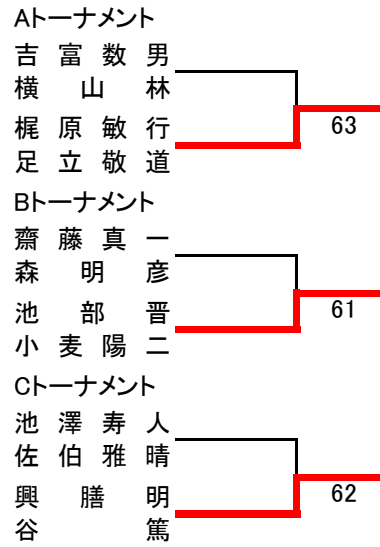 Aトーナメント
吉富数男
横山林
梶原敏行
63
足立敬道
Bトーナメント
齋藤真一
森明彦
池部晋
61
小麦陽二
Cトーナメント
池澤寿人
佐伯雅晴
興膳明
62
谷篤